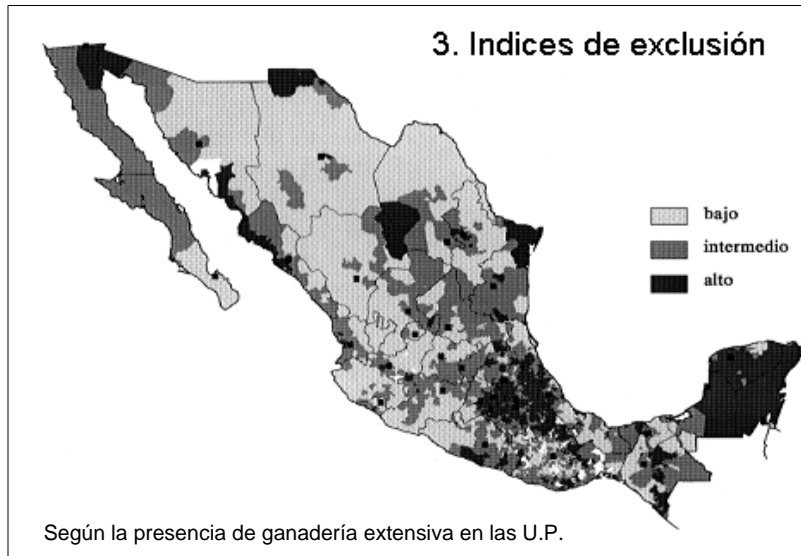 3. Indices de exclusión
bajo
intermedio
alto
Según la presencia de ganadería extensiva en las U.P.